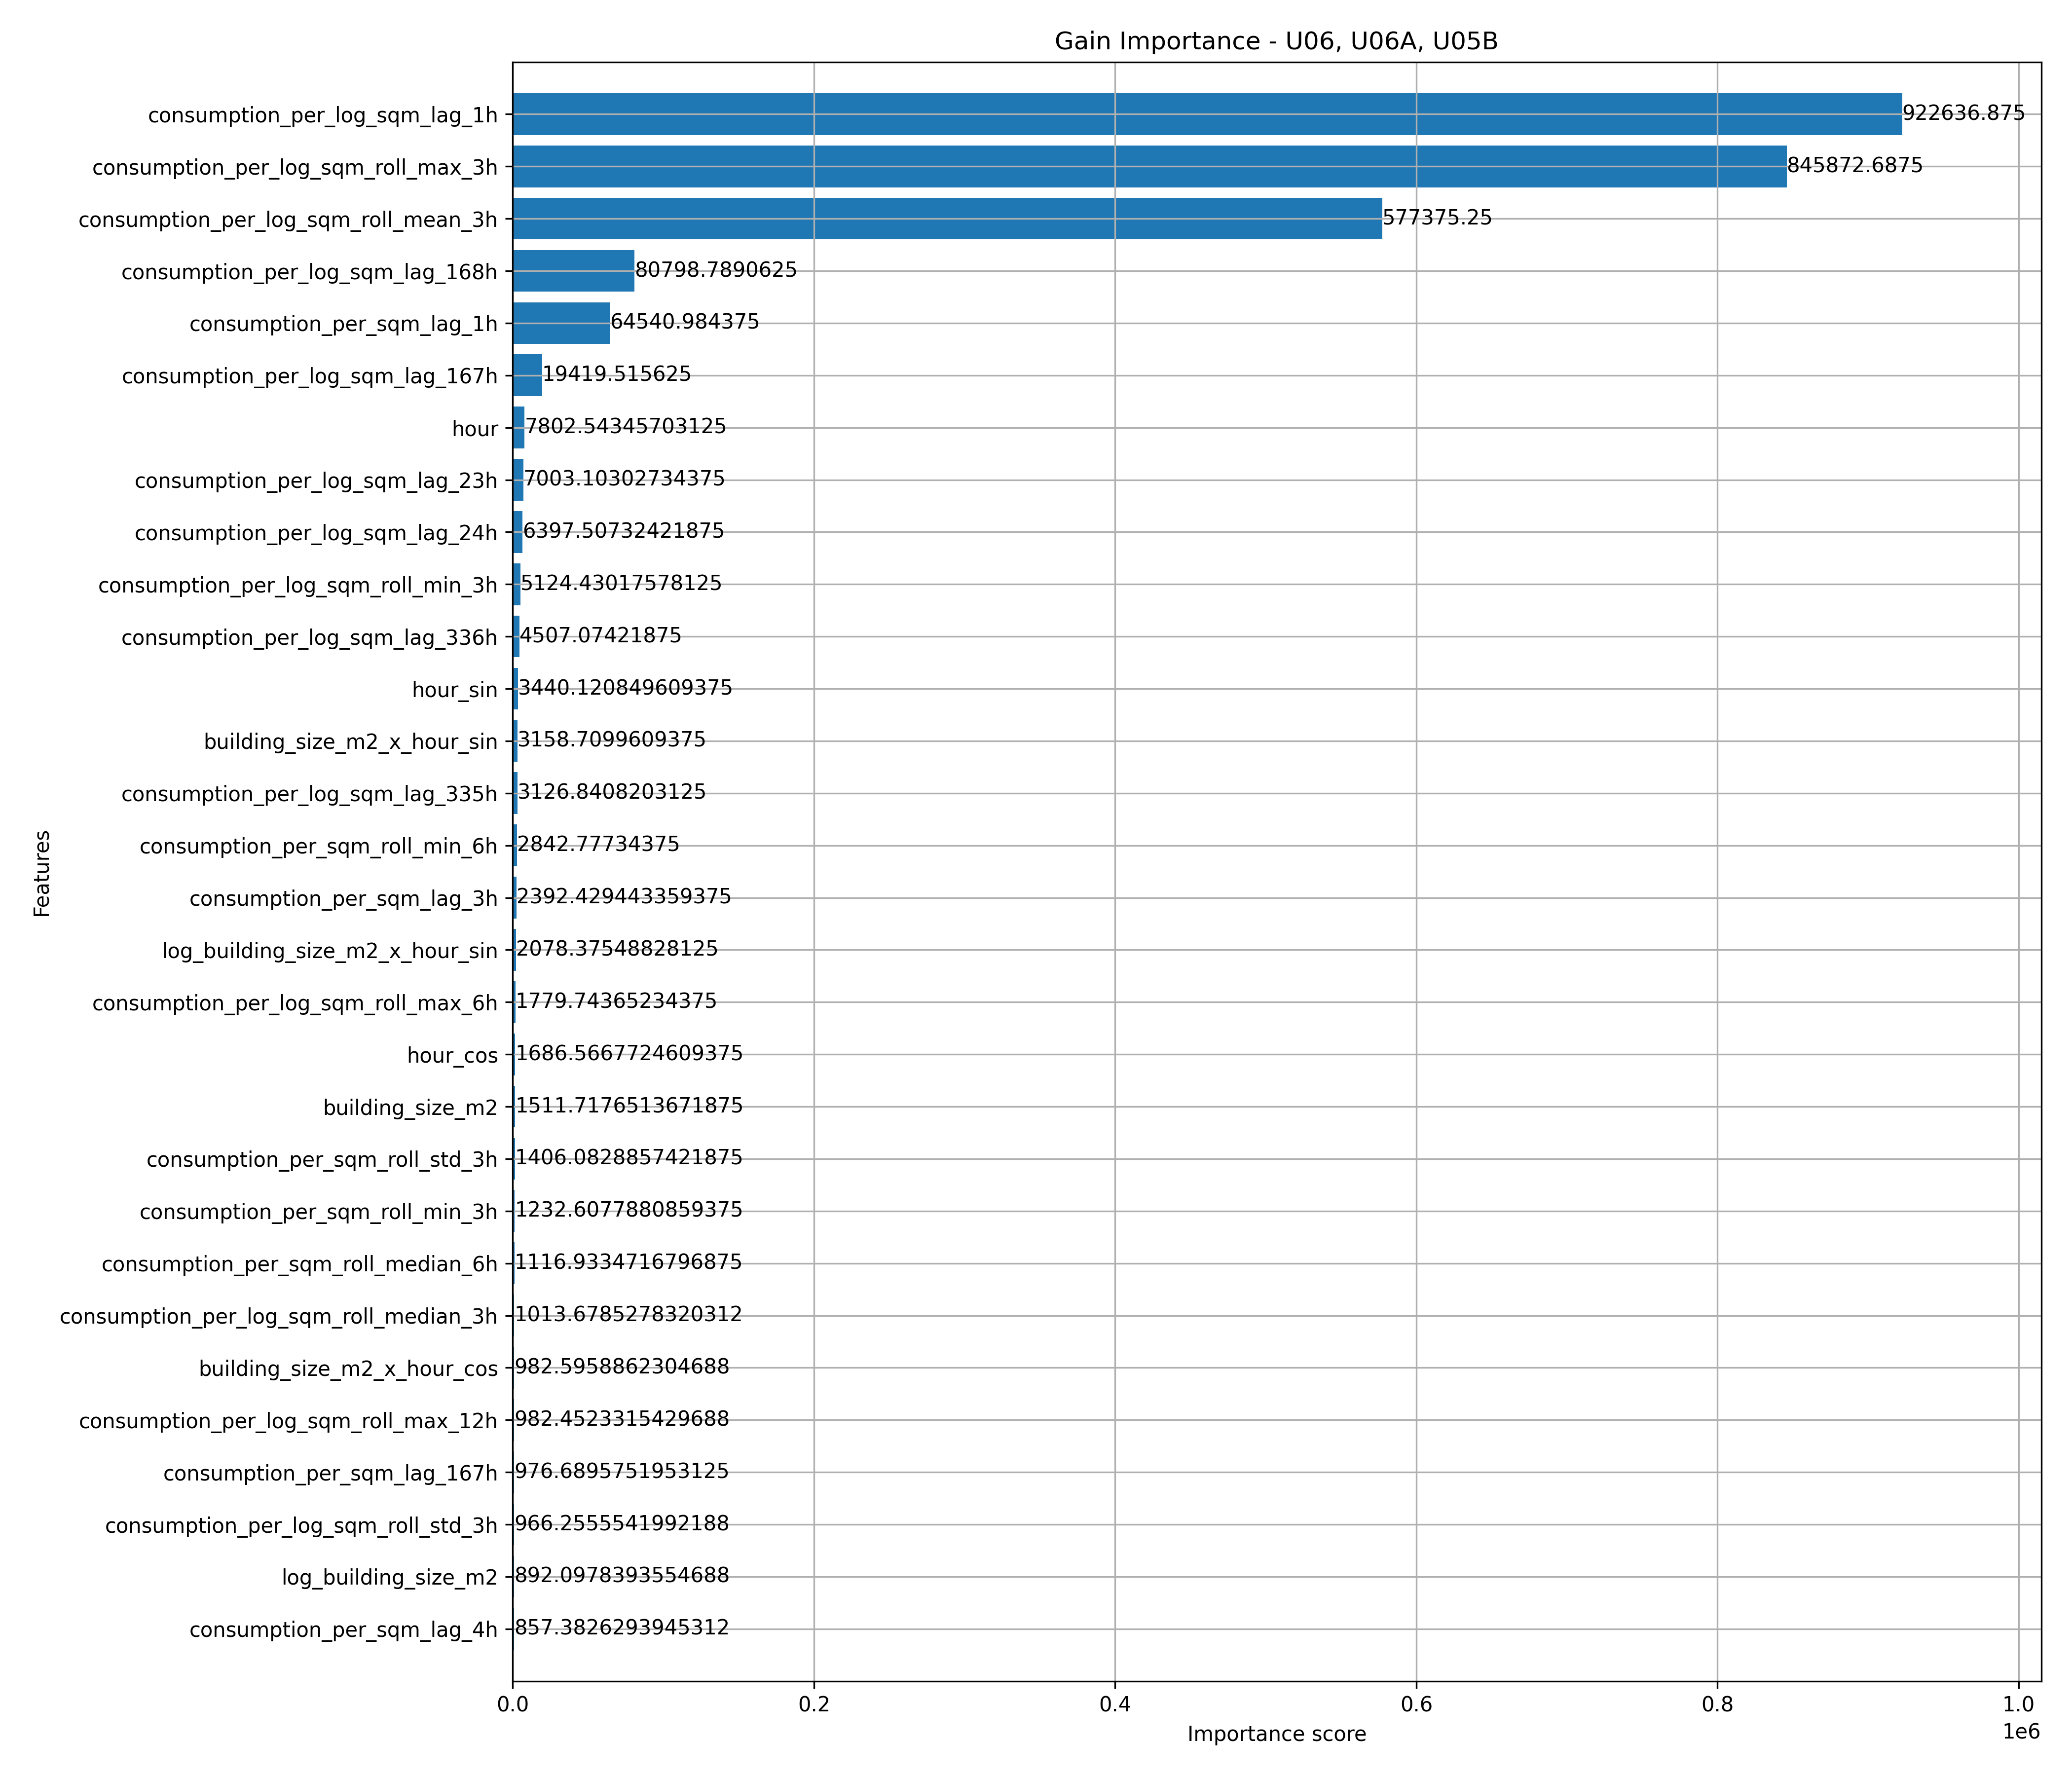 Gain Importance - U06, U06A, U05B
consumption_per_log_sqm_lag_1h 922636.875
consumption_per_log_sqm_roll_max_3h 845872.6875
consumption_per_log_sqm_roll_mean_3h 577375.25
consumption_per_log_sqm_lag_168h 80798.7890625
consumption_per_sqm_lag_1h 64540.984375
consumption_per_log_sqm_lag_167h 19419.515625
hour 7802.54345703125
consumption_per_log_sqm_lag_23h 7003.10302734375
consumption_per_log_sqm_lag_24h 6397.50732421875
consumption_per_log_sqm_roll_min_3h 5124.43017578125
consumption_per_log_sqm_lag_336h 4507.07421875
hour_sin 3440.120849609375
building_size_m2_x_hour_sin 3158.7099609375
consumption_per_log_sqm_lag_335h 3126.8408203125
consumption_per_sqm_roll_min_6h 2842.77734375
consumption_per_sqm_lag_3h 2392.429443359375
log_building_size_m2_x_hour_sin 2078.37548828125
consumption_per_log_sqm_roll_max_6h 1779.74365234375
hour_cos 1686.5667724609375
building_size_m2 1511.7176513671875
consumption_per_sqm_roll_std_3h 1406.0828857421875
consumption_per_sqm_roll_min_3h 1232.6077880859375
consumption_per_sqm_roll_median_6h 1116.9334716796875
consumption_per_log_sqm_roll_median_3h 1013.6785278320312
building_size_m2_x_hour_cos 982.5958862304688
consumption_per_log_sqm_roll_max_12h 982.4523315429688
consumption_per_sqm_lag_167h 976.6895751953125
consumption_per_log_sqm_roll_std_3h 966.2555541992188
log_building_size_m2 892.0978393554688
consumption_per_sqm_lag_4h 857.3826293945312
Features
0.0 0.2 0.4 0.6 0.8 1.0
1e6
Importance score